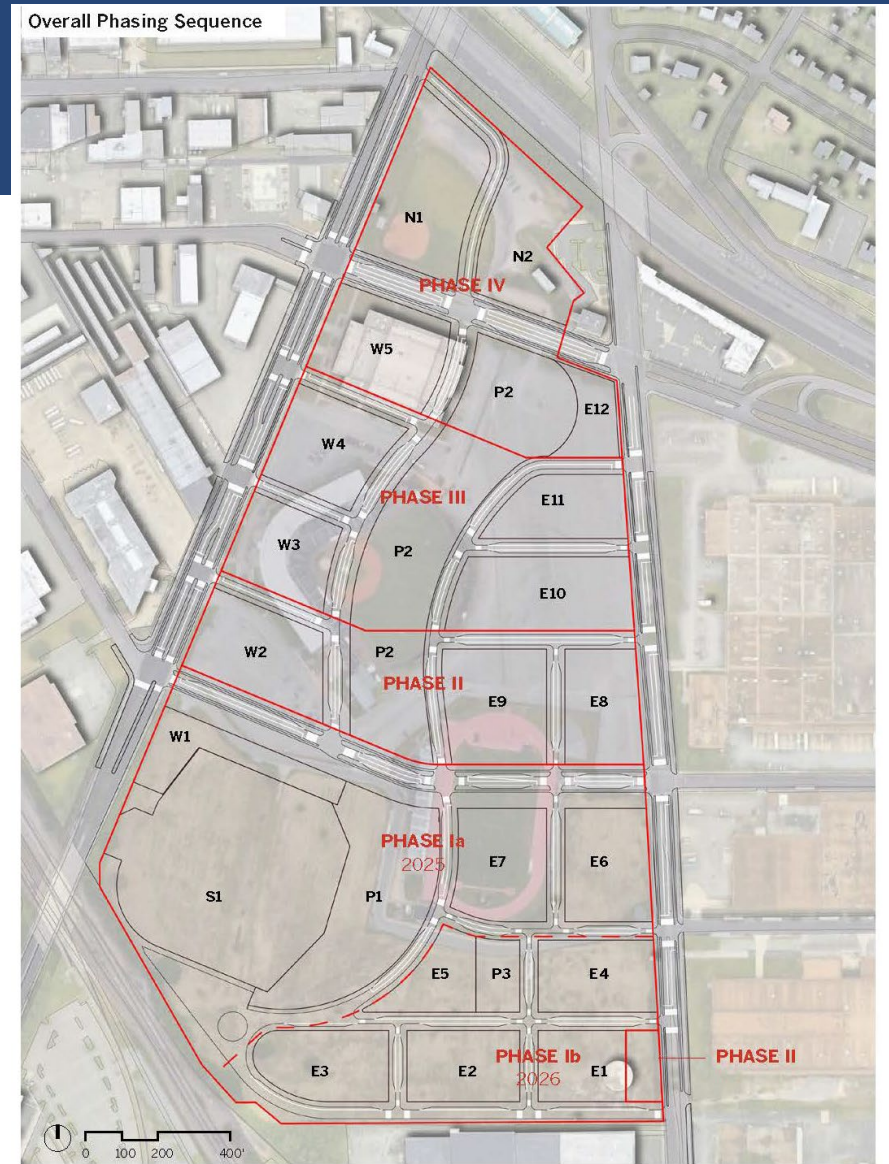 Overall Phasing Sequence
N1
N2
PHASE IV
W5
P2
E12
W4
PHASE III
E11
W3
P2
E10
W2
P2
PHASE II
E9
E8
W1
PHASE Ia
2025
E7
E6
S1
P1
E5
P3
E4
PHASE Ib
2026
PHASE II
E3
E2
E1
0 100 200 400'